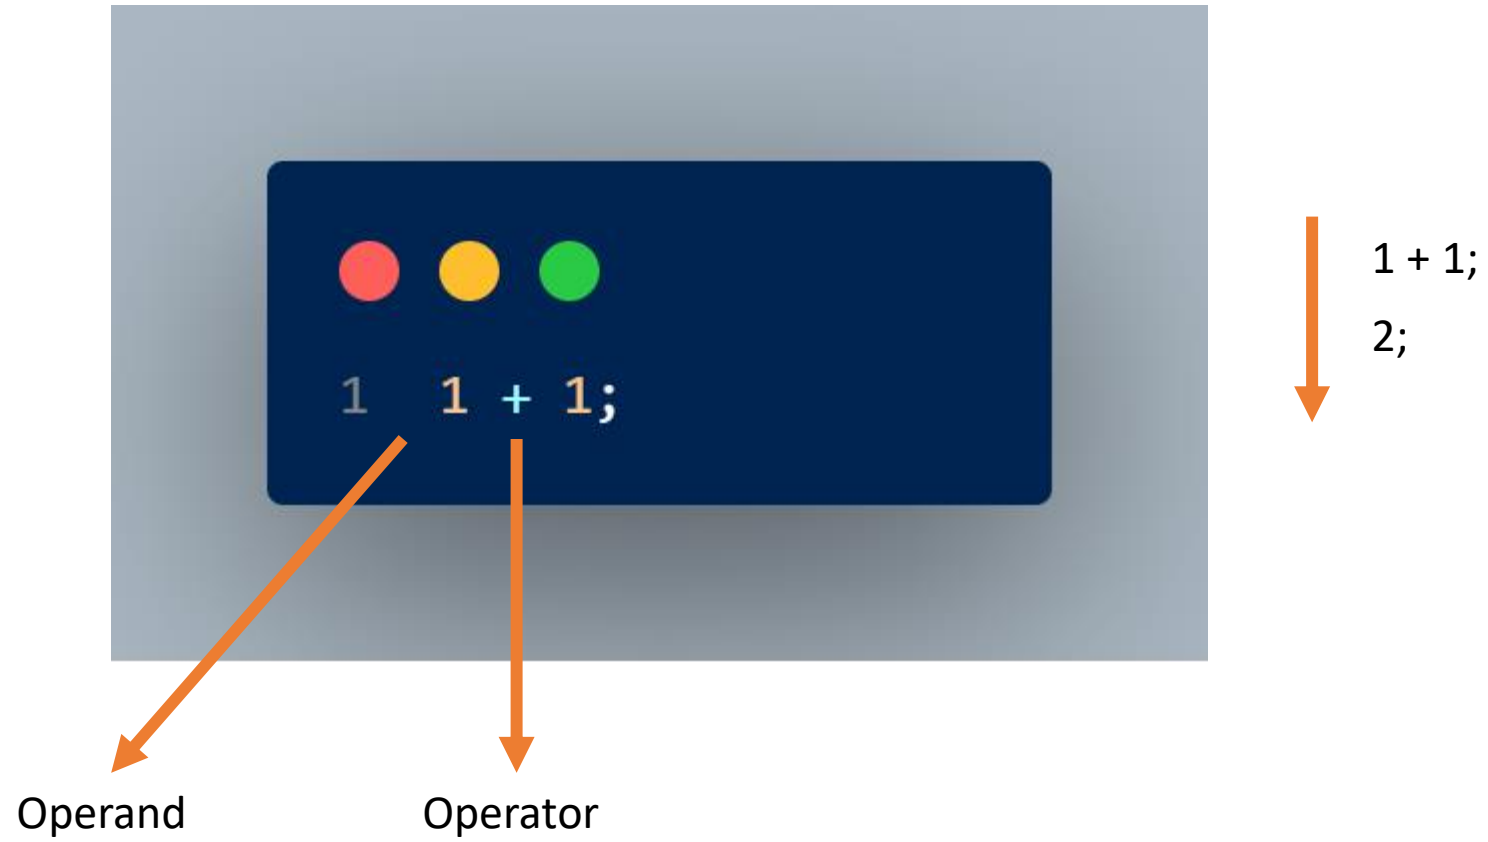 1 1 + 1;
1 + 1;
2;
Operand
Operator